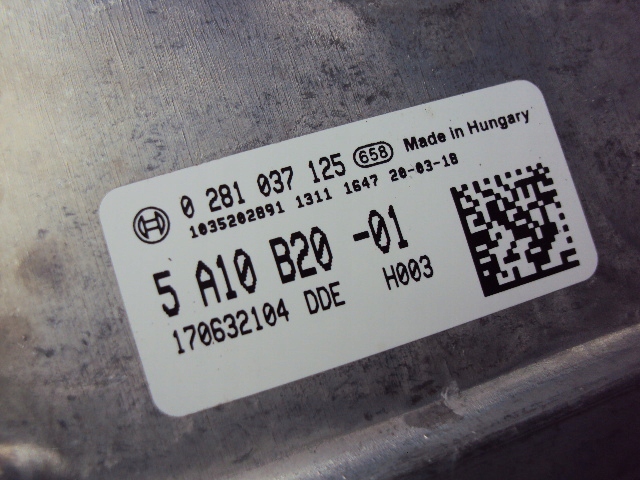 0 281 037 125 658 Made in Hungary
1035202891 1311 1647 20-03-18
5 A10 B20 -01
170632104 DDE H003